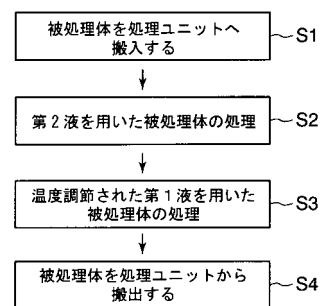 被処理体を処理ユニットへ
搬入する
S1
第2液を用いた被処理体の処理
S2
温度調節された第1液を用いた
被処理体の処理
S3
被処理体を処理ユニットから
搬出する
S4